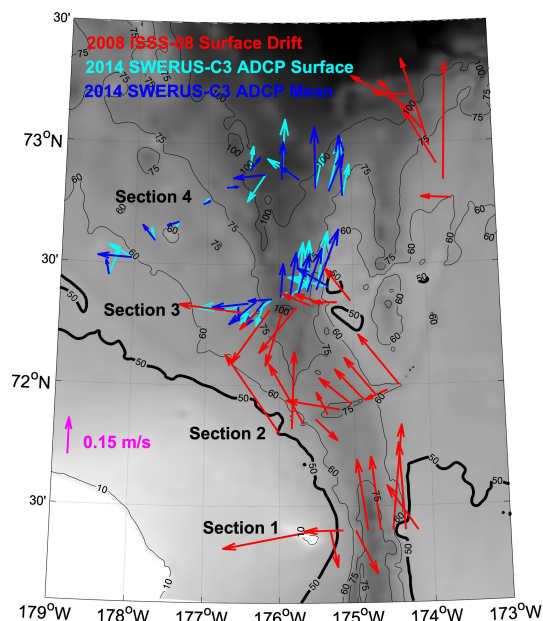 30'
2008 ISSS-08 Surface Drift
2014 SWERUS-C3 ADCP Surface
2014 SWERUS-C3 ADCP Mean
73°N
Section 4
30'
Section 3
72°N
Section 2
0.15 m/s
30'
Section 1
179°W 178°W 177°W 176°W 175°W 174°W 173°W